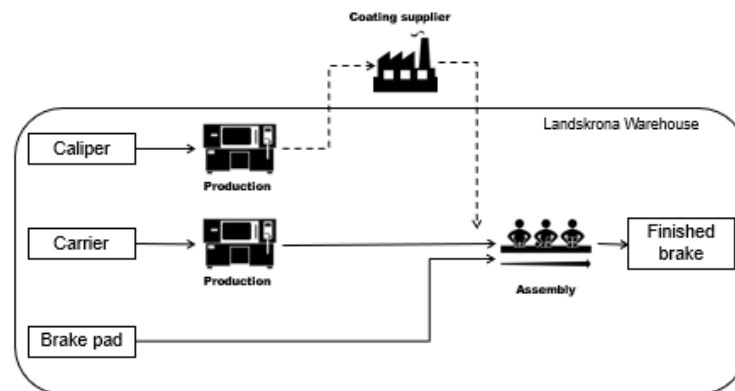 Coating supplier
Landskrona Warehouse
Caliper
Production
Carrier
Production
Finished
brake
Assembly
Brake pad